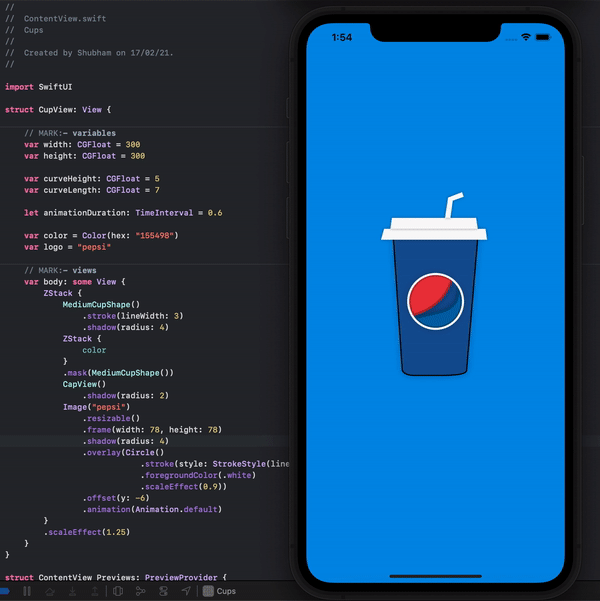 //
//  ContentView.swift
//  Cups
//
//  Created by Shubham on 17/02/21.
//
import SwiftUI
struct CupView: View {
// MARK:- variables
var width: CGFloat = 300
var height: CGFloat = 300
var curveHeight: CGFloat = 5
var curveLength: CGFloat = 7
let animationDuration: TimeInterval = 0.6
var color = Color(hex: "155498")
var logo = "pepsi"
// MARK:- views
var body: some View {
ZStack {
MediumCupShape()
.stroke(lineWidth: 3)
.shadow(radius: 4)
ZStack {
color
}
.mask(MediumCupShape())
CapView()
.shadow(radius: 2)
Image("pepsi")
.resizable()
.frame(width: 78, height: 78)
.shadow(radius: 4)
.overlay(Circle()
.stroke(style: StrokeStyle(line
.foregroundColor(.white)
.scaleEffect(0.9))
.offset(y: -6)
.animation(Animation.default)
}
.scaleEffect(1.25)
}
}
struct ContentView_Previews: PreviewProvider {
Cups
1:54